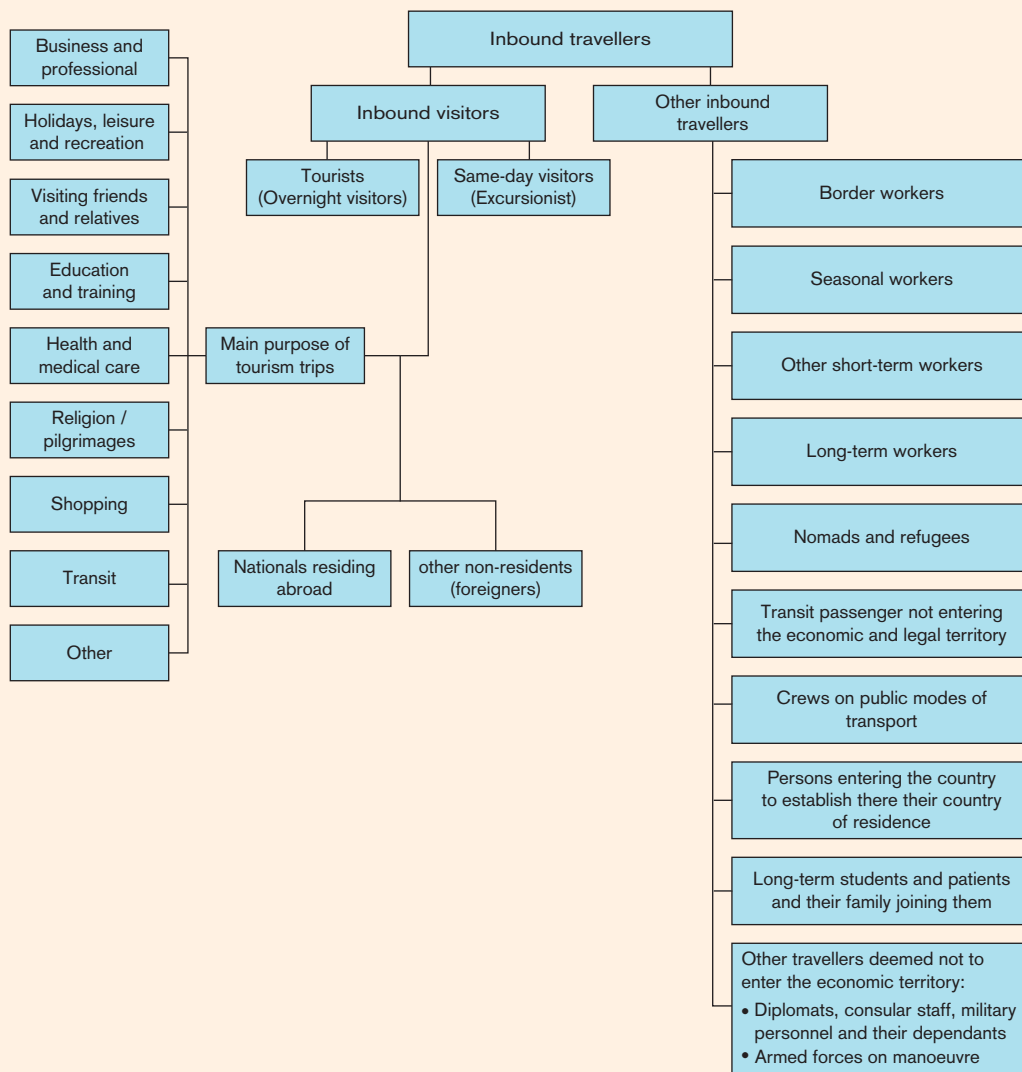 Inbound travellers
Inbound visitors
Other inbound
travellers
Tourists
(Overnight visitors)
Same-day visitors
(Excursionist)
Business and
professional
Holidays, leisure
and recreation
Visiting friends
and relatives
Education
and training
Health and
medical care
Religion /
pilgrimages
Shopping
Transit
Other
Main purpose of
tourism trips
Nationals residing
abroad
other non-residents
(foreigners)
Border workers
Seasonal workers
Other short-term workers
Long-term workers
Nomads and refugees
Transit passenger not entering
the economic and legal territory
Crews on public modes of
transport
Persons entering the country
to establish there their country
of residence
Long-term students and patients
and their family joining them
Other travellers deemed not to
enter the economic territory:
• Diplomats, consular staff, military
personnel and their dependants
• Armed forces on manoeuvre